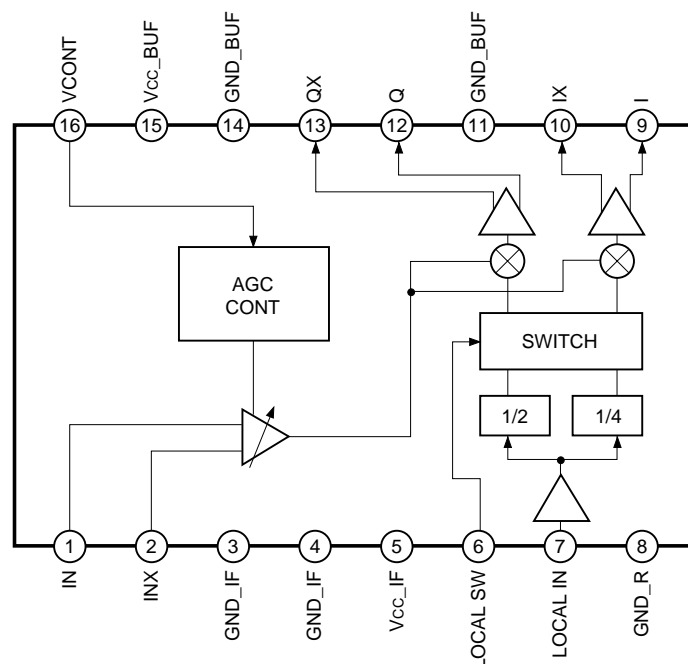 VCONT
Vcc_BUF
GND_BUF
QX
Q
GND_BUF
IX
I
16
15
14
13
12
11
10
9
AGC
CONT
SWITCH
1/2
1/4
1
2
3
4
5
6
7
8
IN
INX
GND_IF
GND_IF
Vcc_IF
LOCAL SW
LOCAL IN
GND_R